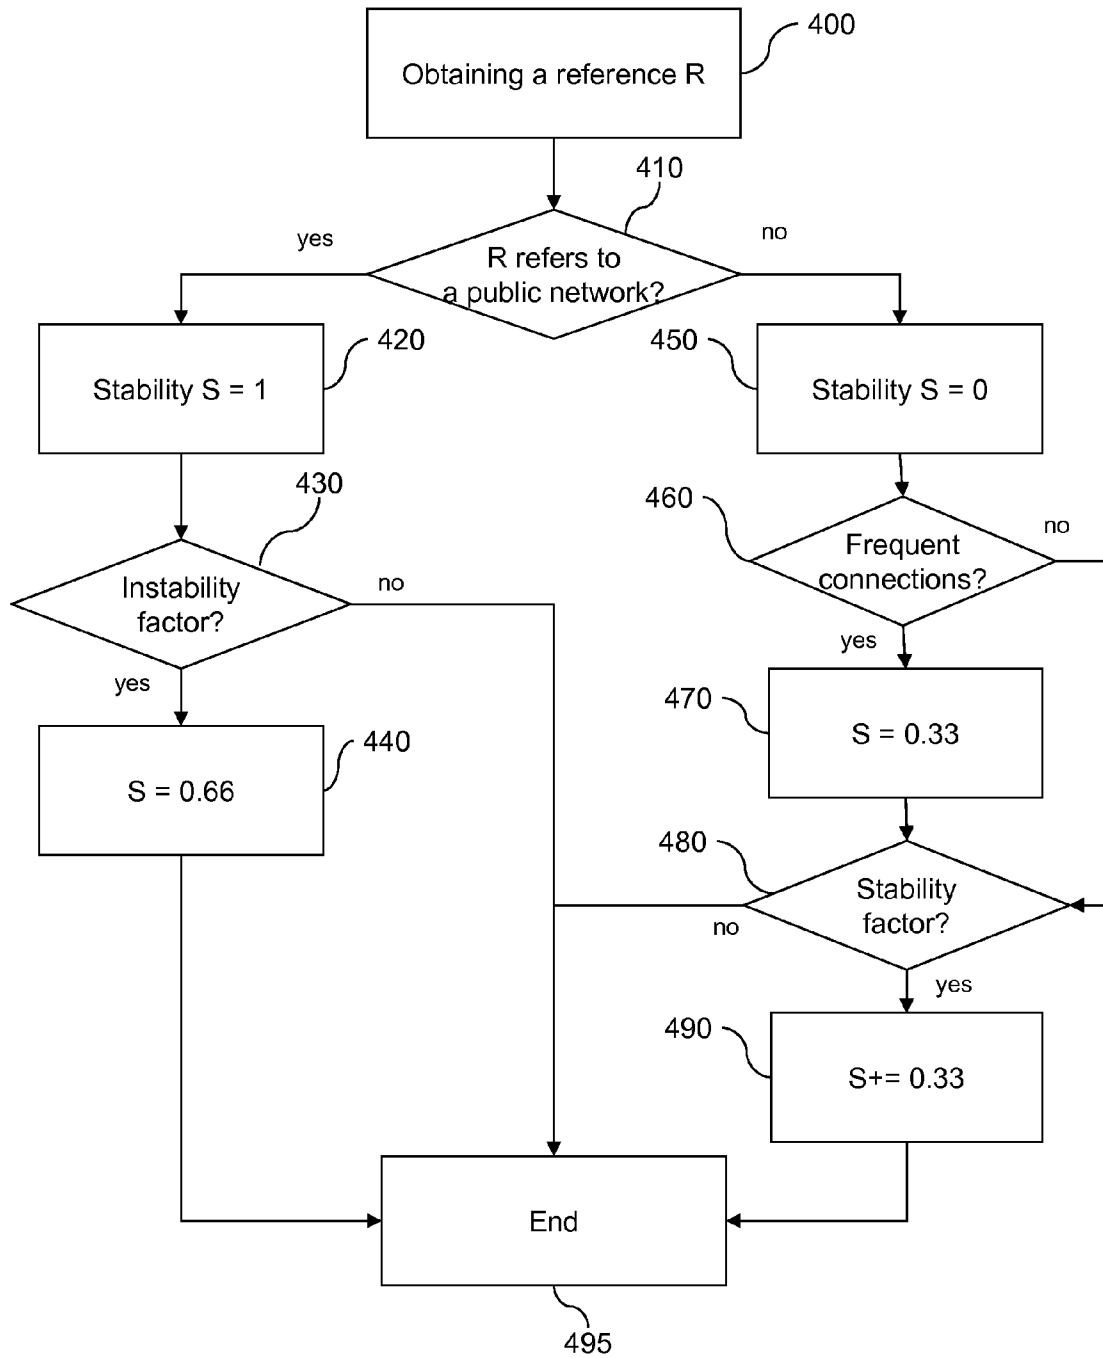 400
Obtaining a reference R
410
yes
no
R refers to
a public network?
420
450
Stability S = 1
Stability S = 0
430
460
no
Frequent
connections?
Instability
factor?
no
yes
yes
470
440
S = 0.33
S = 0.66
480
Stability
factor?
no
yes
490
S+= 0.33
End
495